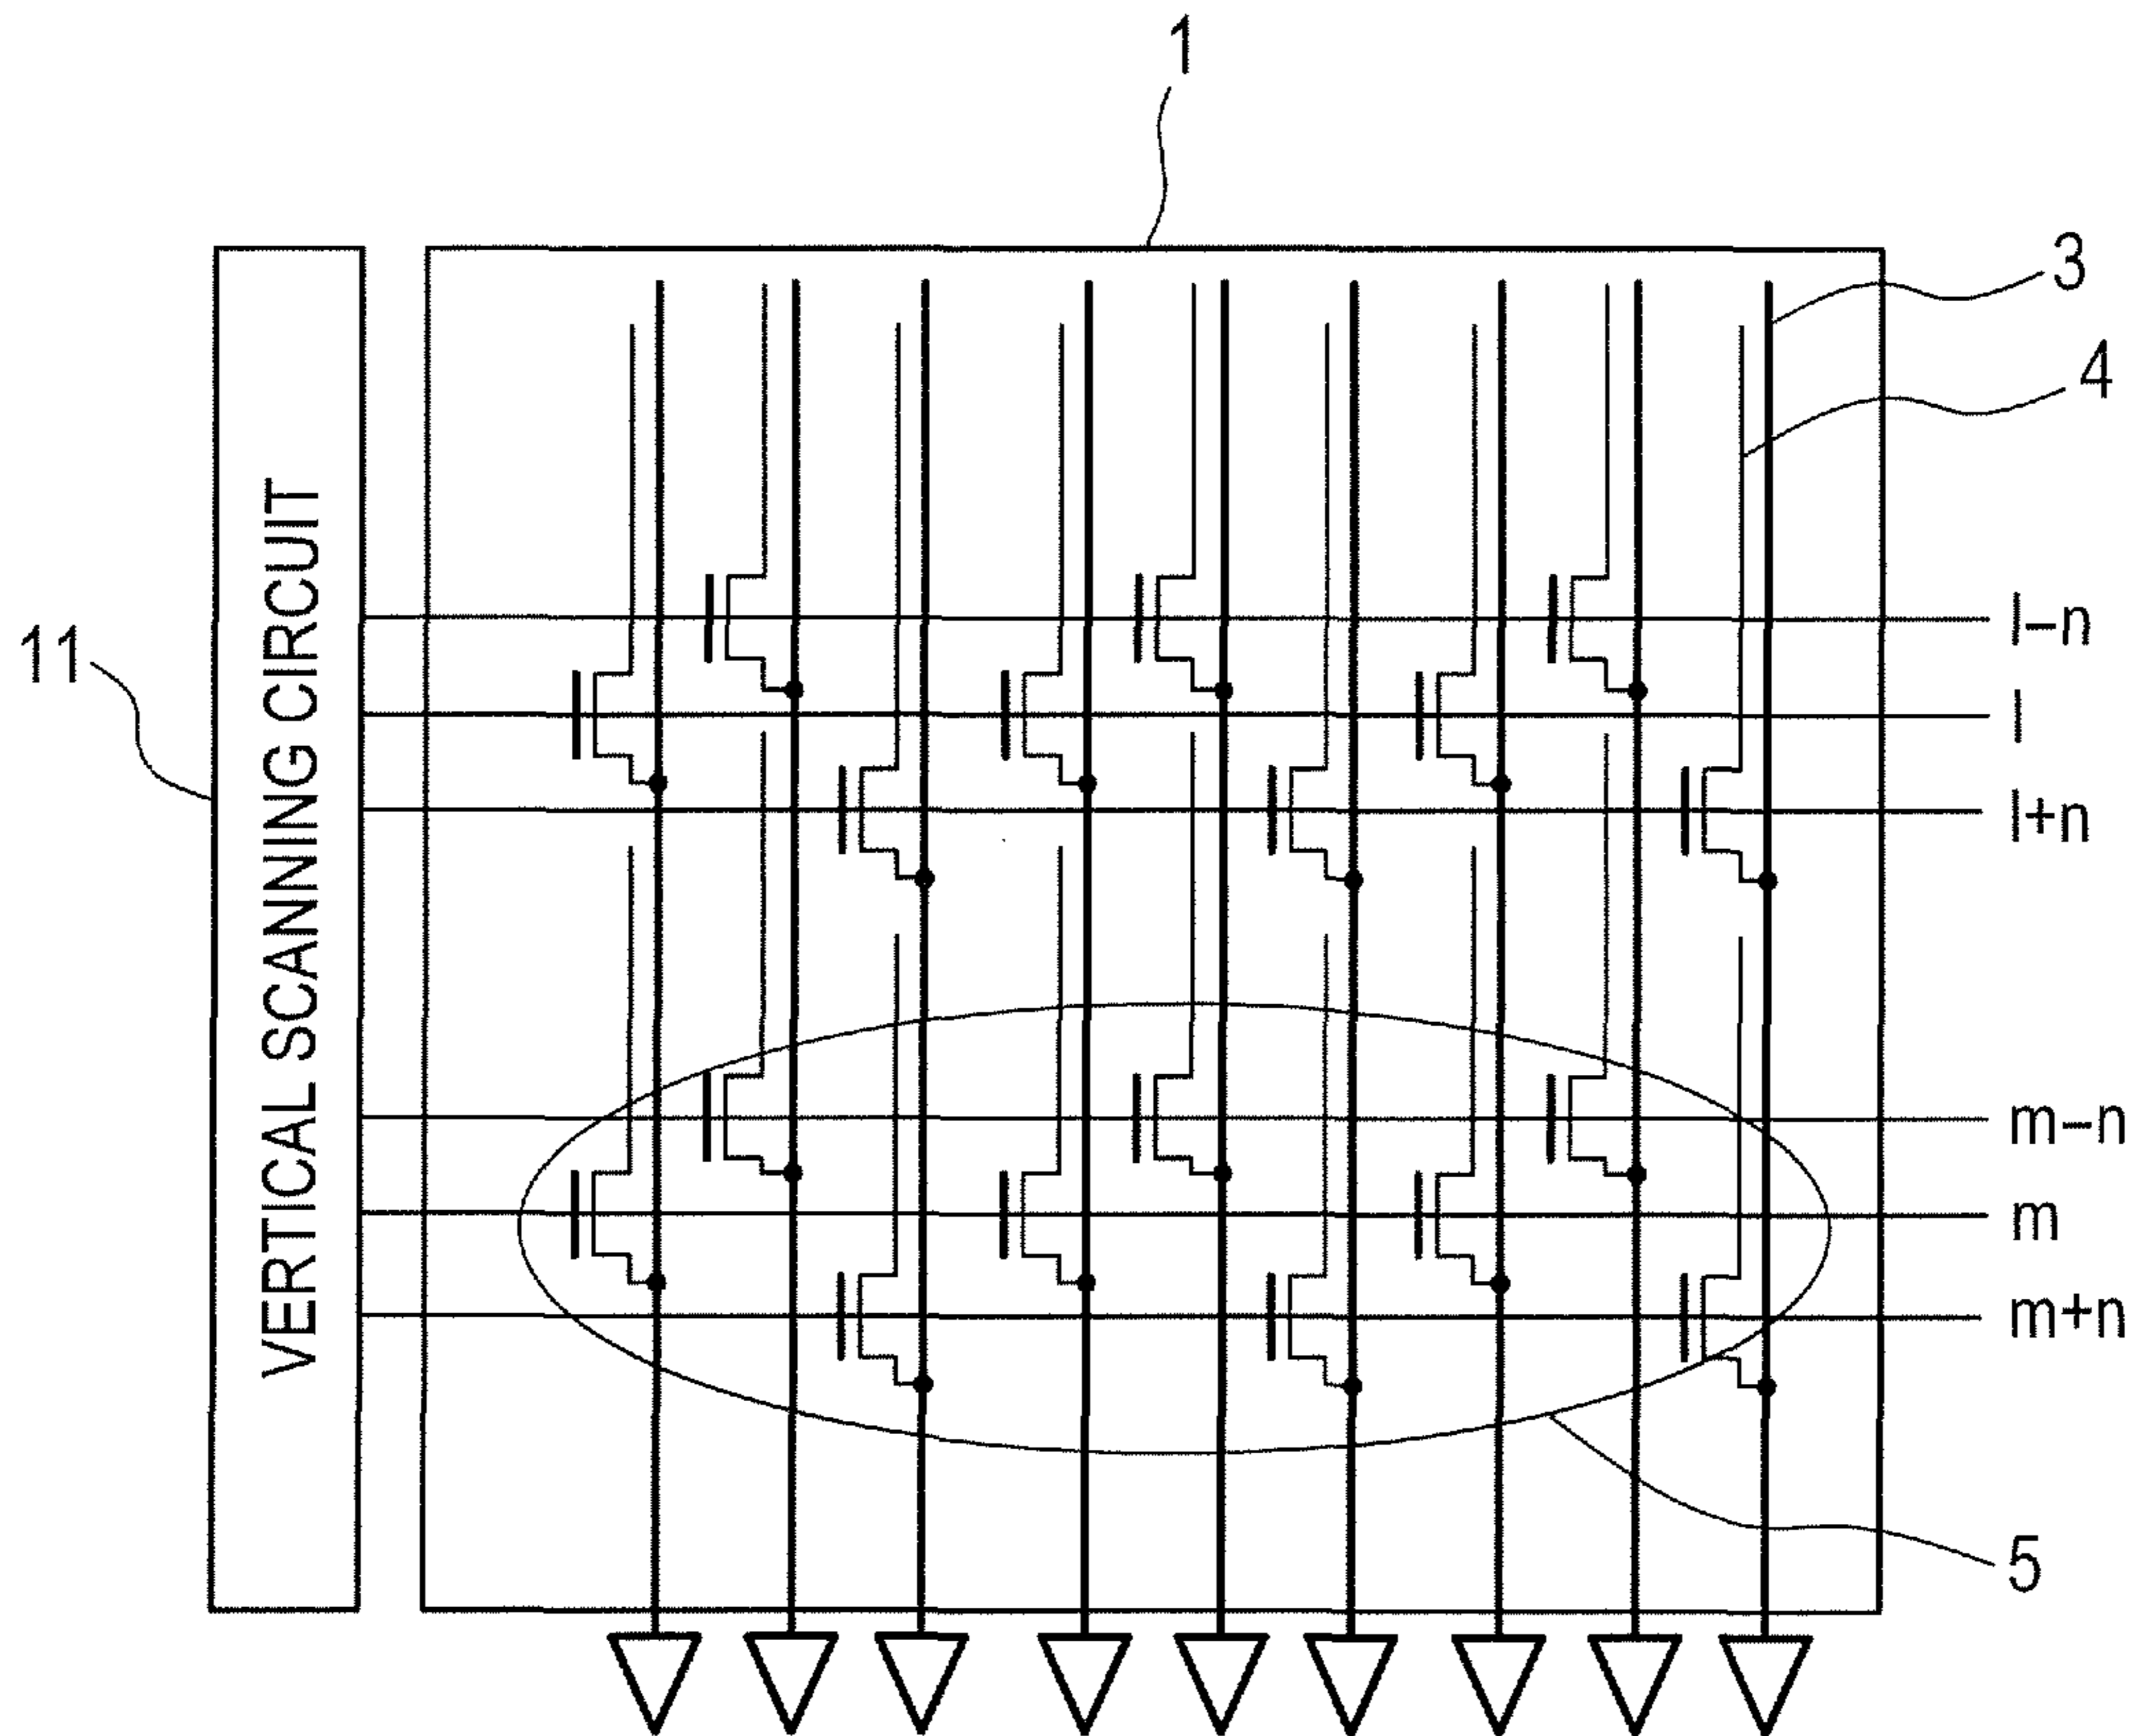 1
3
4
VERTICAL SCANNING CIRCUIT
l-n
11
l
l+n
m-n
m
m+n
5